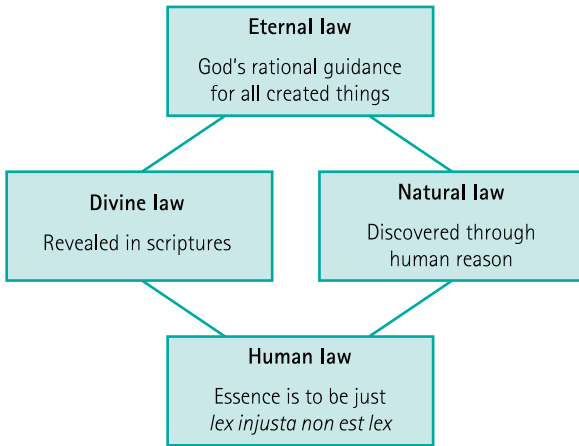 Eternal law
God's rational guidance
for all created things
Divine law
Revealed in scriptures
Natural law
Discovered through
human reason
Human law
Essence is to be just
lex injusta non est lex